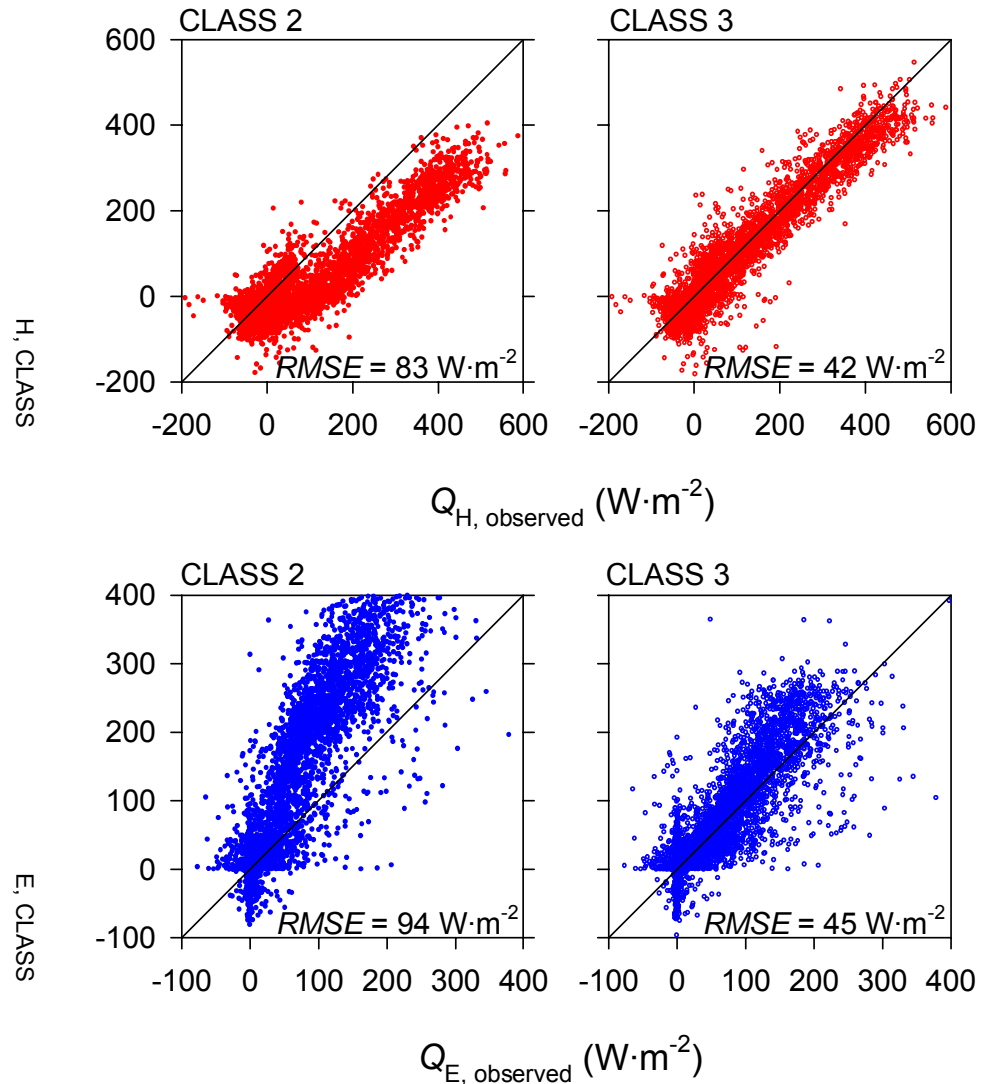 CLASS 2 CLASS 3
600
400
200
0
-200
RMSE = 83 W·m-2 RMSE = 42 W·m-2
-200 0 200 400 600 -200 0 200 400 600
H, CLASS
QH, observed (W·m-2)
CLASS 2 CLASS 3
400
300
200
100
0
-100
RMSE = 94 W·m-2 RMSE = 45 W·m-2
-100 0 100 200 300 400 -100 0 100 200 300 400
E, CLASS
QE, observed (W·m-2)